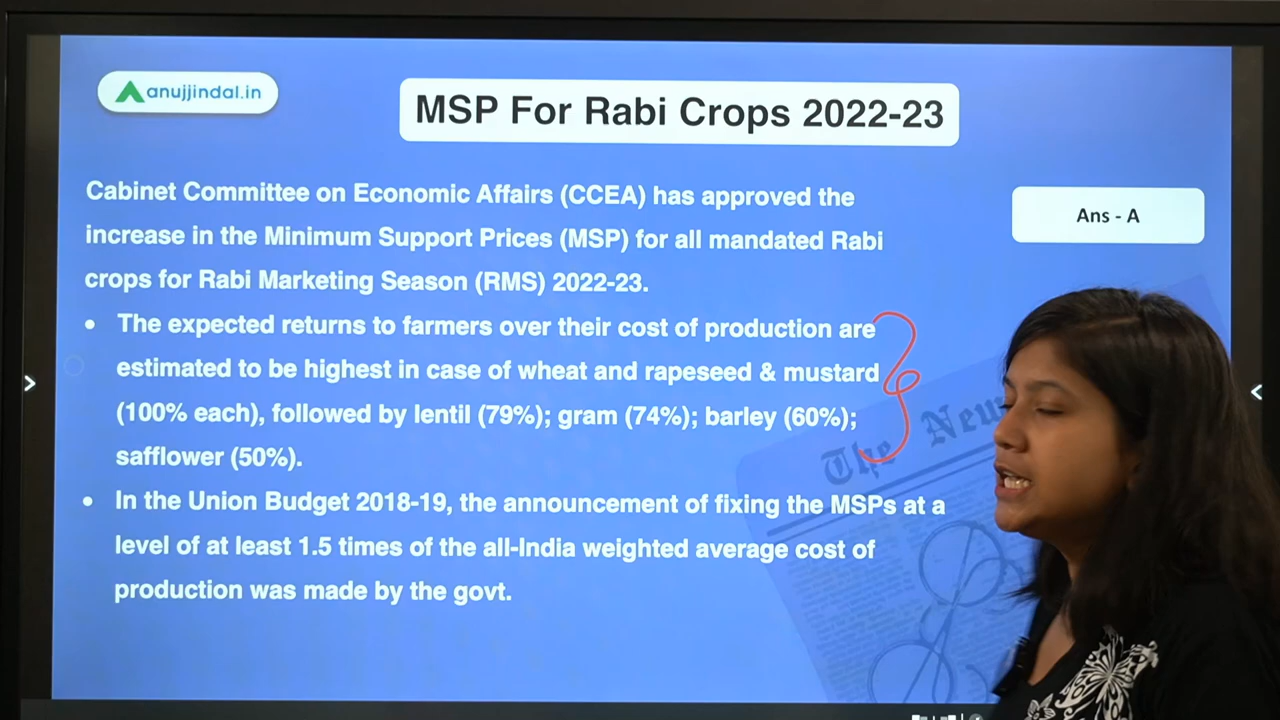 anujjindal.in
MSP For Rabi Crops 2022-23
Cabinet Committee on Economic Affairs (CCEA) has approved the
increase in the Minimum Support Prices (MSP) for all mandated Rabi
crops for Rabi Marketing Season (RMS) 2022-23.
Ans - A
• The expected returns to farmers over their cost of production are
estimated to be highest in case of wheat and rapeseed & mustard
(100% each), followed by lentil (79%); gram (74%); barley (60%);
safflower (50%).
• In the Union Budget 2018-19, the announcement of fixing the MSPs at a
level of at least 1.5 times of the all-India weighted average cost of
production was made by the govt.
The New